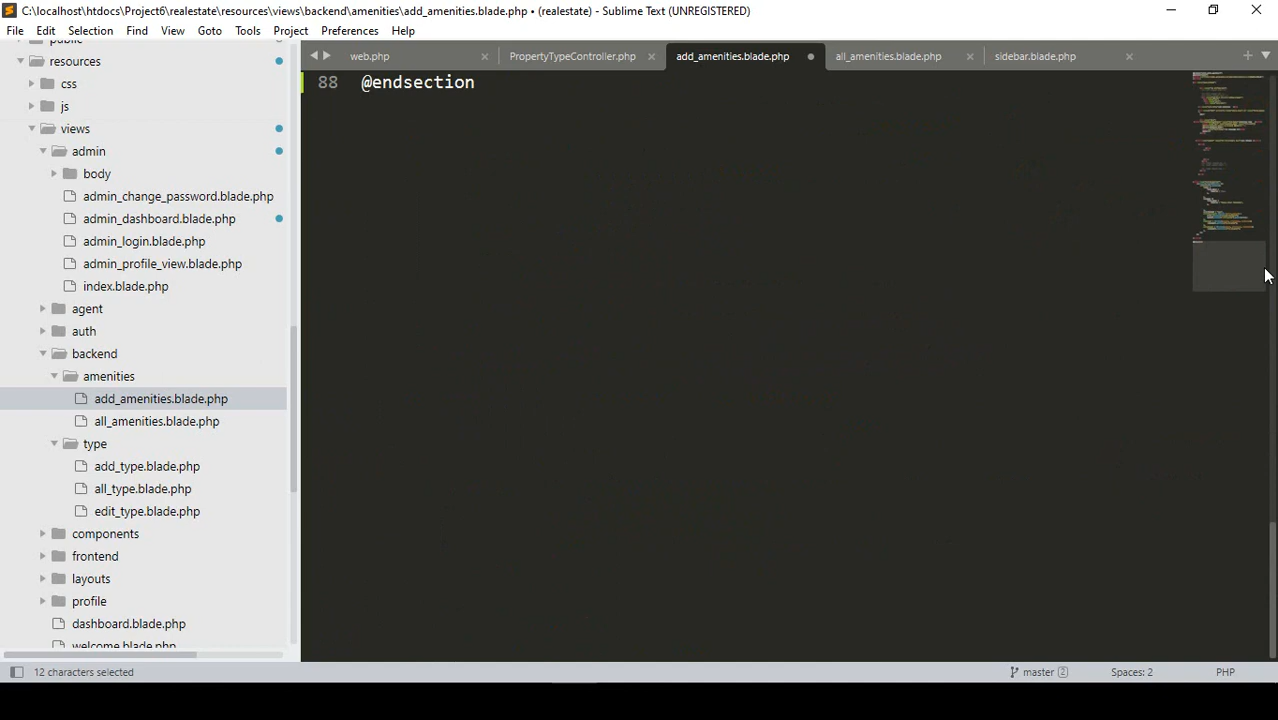 C:\localhost\htdocs\Project6\realestate\resources\views\backend\amenities\add_amenities.blade.php • (realestate) - Sublime Text (UNREGISTERED)
File Edit Selection Find View Goto Tools Project Preferences Help
web.php PropertyTypeController.php add_amenities.blade.php all_amenities.blade.php sidebar.blade.php
public
resources
css
js
views
admin
body
admin_change_password.blade.php
admin_dashboard.blade.php
admin_login.blade.php
admin_profile_view.blade.php
index.blade.php
agent
auth
backend
amenities
add_amenities.blade.php
all_amenities.blade.php
type
add_type.blade.php
all_type.blade.php
edit_type.blade.php
components
frontend
layouts
profile
dashboard.blade.php
welcome.blade.php
88 @endsection
12 characters selected master 2 Spaces: 2 PHP